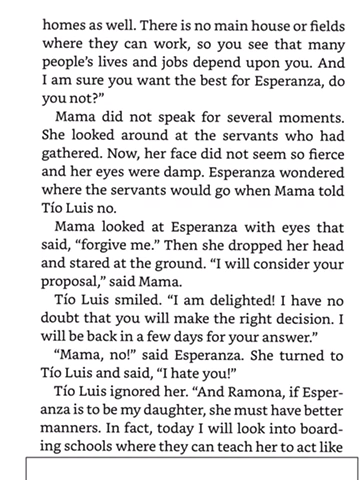 homes as well. There is no main house or fields
where they can work, so you see that many
people’s lives and jobs depend upon you. And
I am sure you want the best for Esperanza, do
you not?”
Mama did not speak for several moments.
She looked around at the servants who had
gathered. Now, her face did not seem so fierce
and her eyes were damp. Esperanza wondered
where the servants would go when Mama told
Tío Luis no.
Mama looked at Esperanza with eyes that
said, “forgive me.” Then she dropped her head
and stared at the ground. “I will consider your
proposal,” said Mama.
Tío Luis smiled. “I am delighted! I have no
doubt that you will make the right decision. I
will be back in a few days for your answer.”
“Mama, no!” said Esperanza. She turned to
Tío Luis and said, “I hate you!”
Tío Luis ignored her. “And Ramona, if Esper-
anza is to be my daughter, she must have better
manners. In fact, today I will look into board-
ing schools where they can teach her to act like